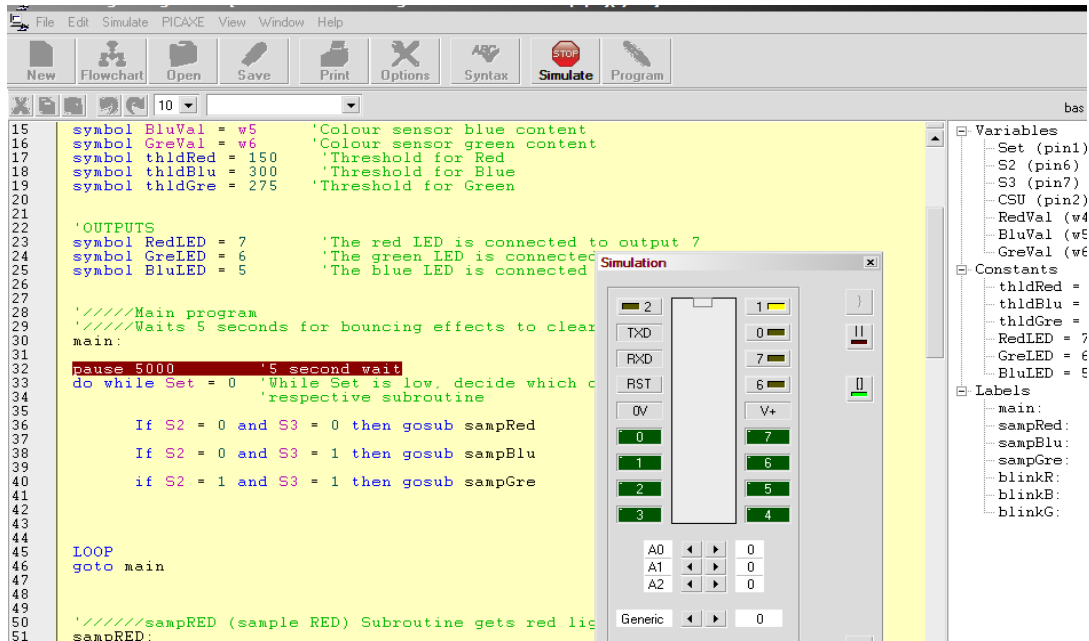 File Edit Simulate PICAXE View Window Help
New Flowchart Open Save Print Options Syntax Simulate Program
ABC
STOP
10
bas
15 symbol BluVal = w5 'Colour sensor blue content
16 symbol GreVal = w6 'Colour sensor green content
17 symbol thldRed = 150 'Threshold for Red
18 symbol thldBlu = 300 'Threshold for Blue
19 symbol thldGre = 275 'Threshold for Green
20
21
22 'OUTPUTS
23 symbol RedLED = 7 'The red LED is connected to output 7
24 symbol GreLED = 6 'The green LED is connected
25 symbol BluLED = 5 'The blue LED is connected
26
27
28 '/////Main program
29 '/////Waits 5 seconds for bouncing effects to clear
30 main:
31
32 pause 5000 '5 second wait
33 do while Set = 0 'While Set is low, decide which
34 'respective subroutine
35
36 If S2 = 0 and S3 = 0 then gosub sampRed
37
38 If S2 = 0 and S3 = 1 then gosub sampBlu
39
40 if S2 = 1 and S3 = 1 then gosub sampGre
41
42
43
44
45 LOOP
46 goto main
47
48
49
50 '//////sampRED (sample RED) Subroutine gets red lig
51 sampRED:
Simulation
2 1
TXD 0
RXD 7
RST 6
0V V+
0 7
1 6
2 5
3 4
A0 0
A1 0
A2 0
Generic 0
Variables
Set (pin1)
S2 (pin6)
S3 (pin7)
CSU (pin2)
RedVal (w4
BluVal (w5
GreVal (w6
Constants
thldRed =
thldBlu =
thldGre =
RedLED = 7
GreLED = 6
BluLED = 5
Labels
main:
sampRed:
sampBlu:
sampGre:
blinkR:
blinkB:
blinkG: